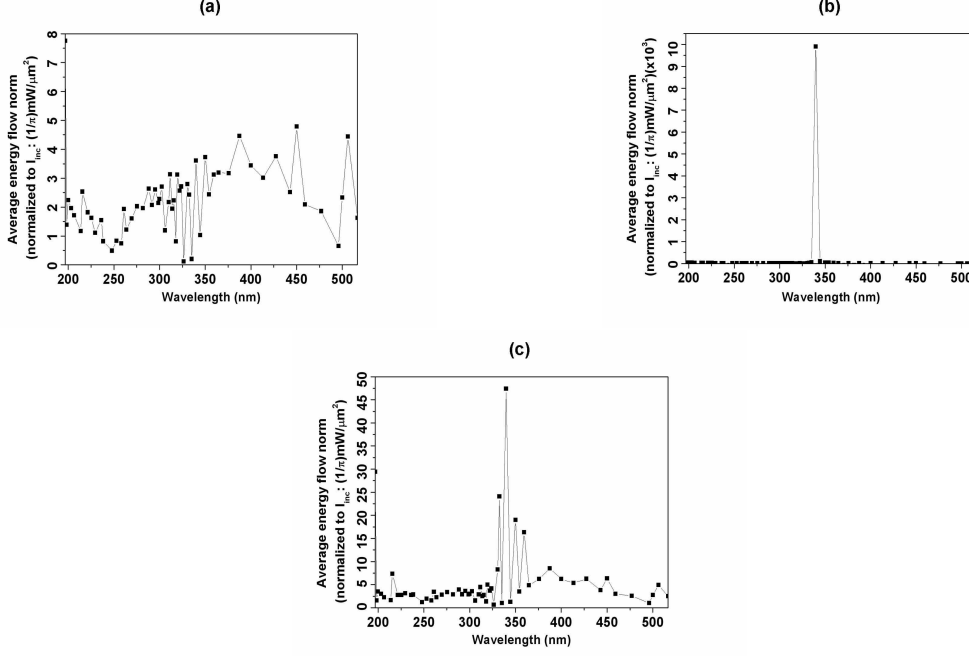 (a)
Average energy flow norm
(normalized to Iinc: (1/π)mW/μm²)
8
7
6
5
4
3
2
1
0
200 250 300 350 400 450 500
Wavelength (nm)
(b)
Average energy flow norm
(normalized to Iinc: (1/π)mW/μm²)(x10³)
10
9
8
7
6
5
4
3
2
1
0
200 250 300 350 400 450 500
Wavelength (nm)
(c)
Average energy flow norm
(normalized to Iinc: (1/π)mW/μm²)
50
45
40
35
30
25
20
15
10
5
0
200 250 300 350 400 450 500
Wavelength (nm)